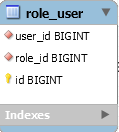 role_user
user_id BIGINT
role_id BIGINT
id BIGINT
Indexes